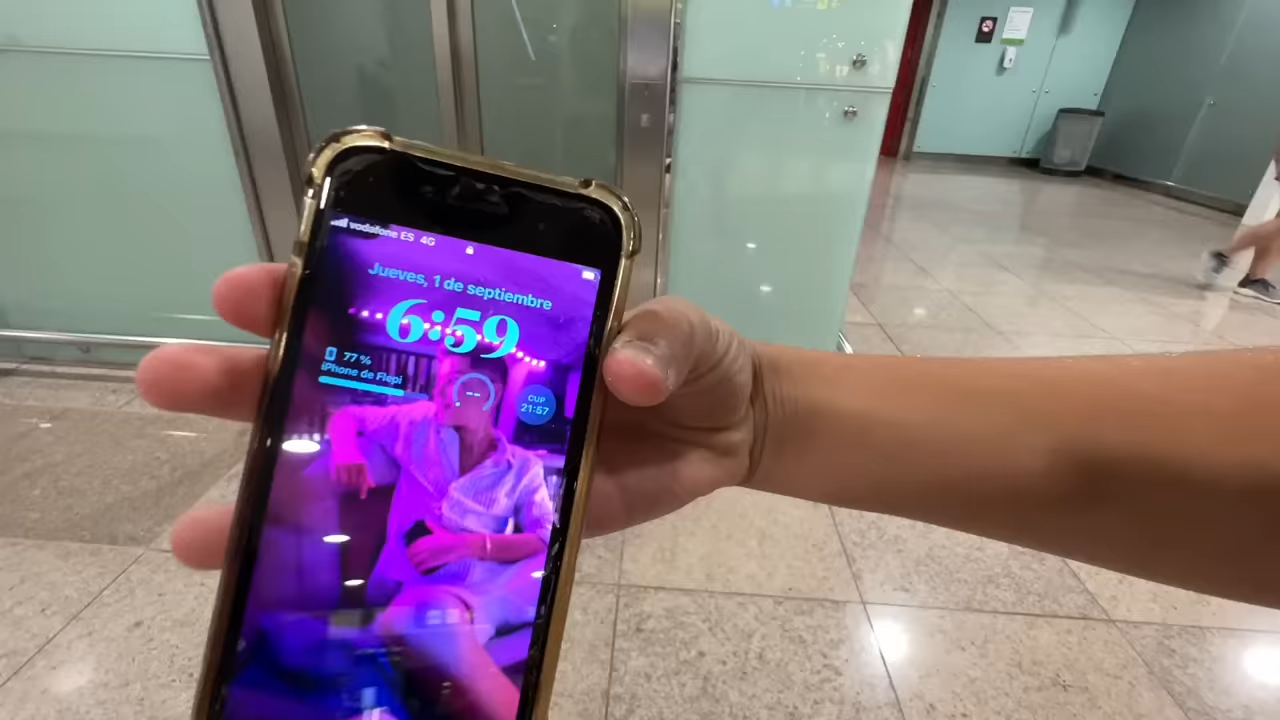 vodafone ES 4G
Jueves, 1 de septiembre
6:59
77 %
iPhone de Flepi
--
CUP
21:57